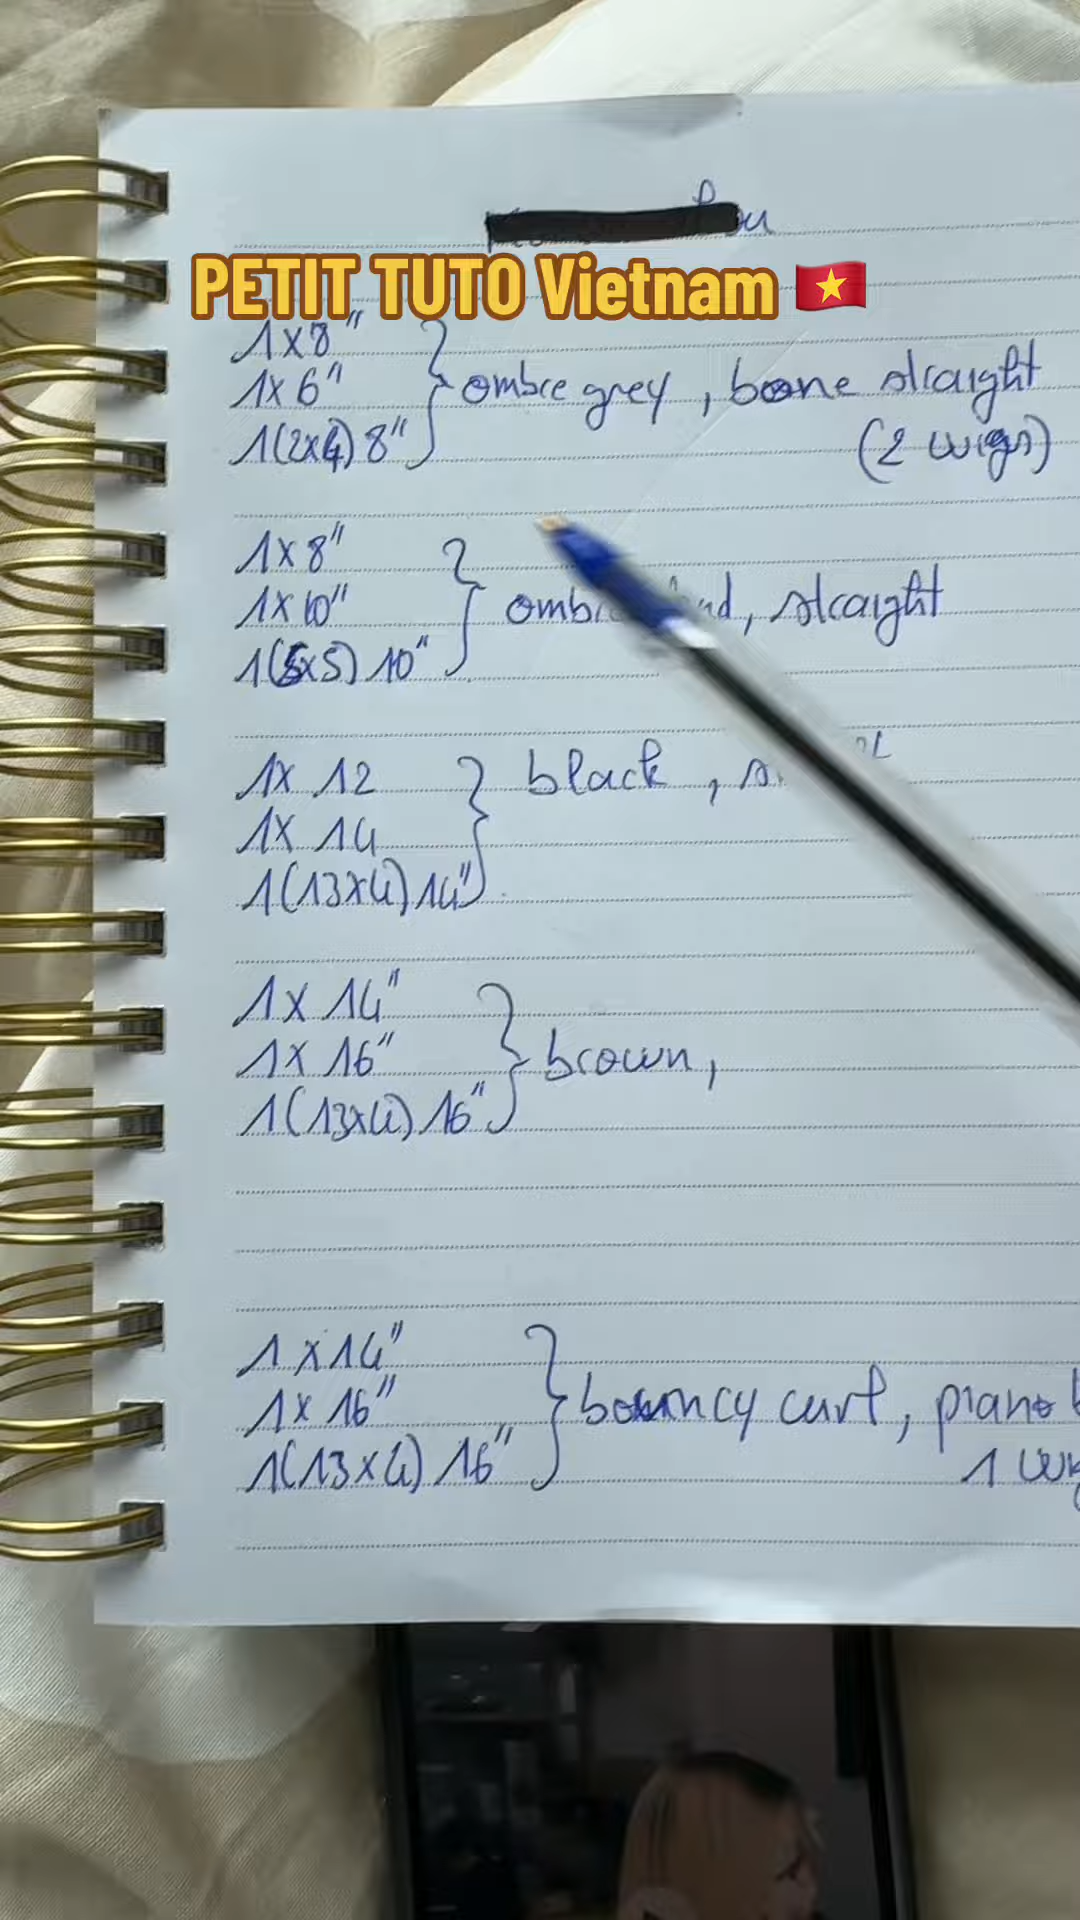 PETIT TUTO Vietnam 🇻🇳
1x8"
1x6"
1(2x4) 8"
ombre grey, bone straight
(2 wigs)
1x8"
1x10"
1(5x5) 10"
straight
1x 12
1x 14
1(13x4) 14"
black,
1x 14"
1x 16"
1(13x4) 16"
brown,
1x14"
1x 16"
1(13x4) 16"
bouncy curl, piano
1